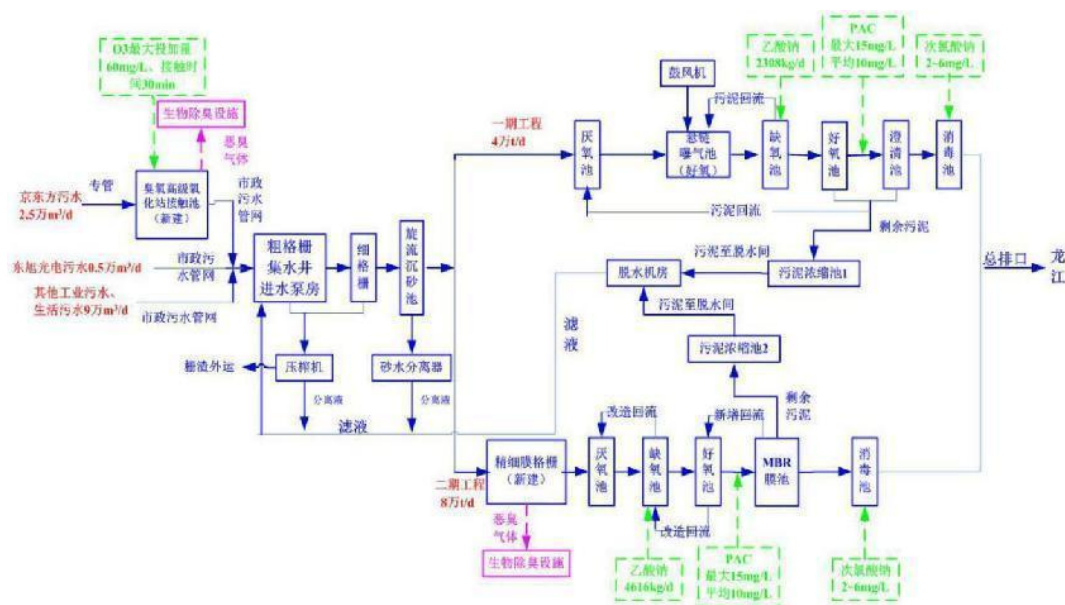 O3最大投加量
60mg/L、接触时
间30min
生物除臭设施
恶臭
气体
京东方污水
2.5万m³/d
专管
臭氧高级氧
化站接触池
（新建）
市政
污水
管网
东旭光电污水0.5万m³/d
市政污
水管网
其他工业污水、
生活污水9万m³/d
市政污水管网
粗格栅
集水井
进水泵房
细格栅
旋流沉砂池
栅渣外运
压榨机
砂水分离器
分离液
分离液
滤液
一期工程
4万t/d
厌氧池
鼓风机
悬链
曝气池
（好氧）
污泥回流
乙酸钠
2308kg/d
缺氧池
好氧池
PAC
最大15mg/L
平均10mg/L
澄清池
次氯酸钠
2~6mg/L
消毒池
污泥回流
剩余污泥
污泥浓缩池1
污泥至脱水间
脱水机房
污泥至脱水间
污泥浓缩池2
滤液
剩余
污泥
总排口
龙江
二期工程
8万t/d
精细膜格栅
（新建）
恶臭
气体
生物除臭设施
厌氧池
改造回流
缺氧池
新增回流
好氧池
改造回流
MBR
膜池
消毒池
乙酸钠
4616kg/d
PAC
最大15mg/L
平均10mg/L
次氯酸钠
2~6mg/L